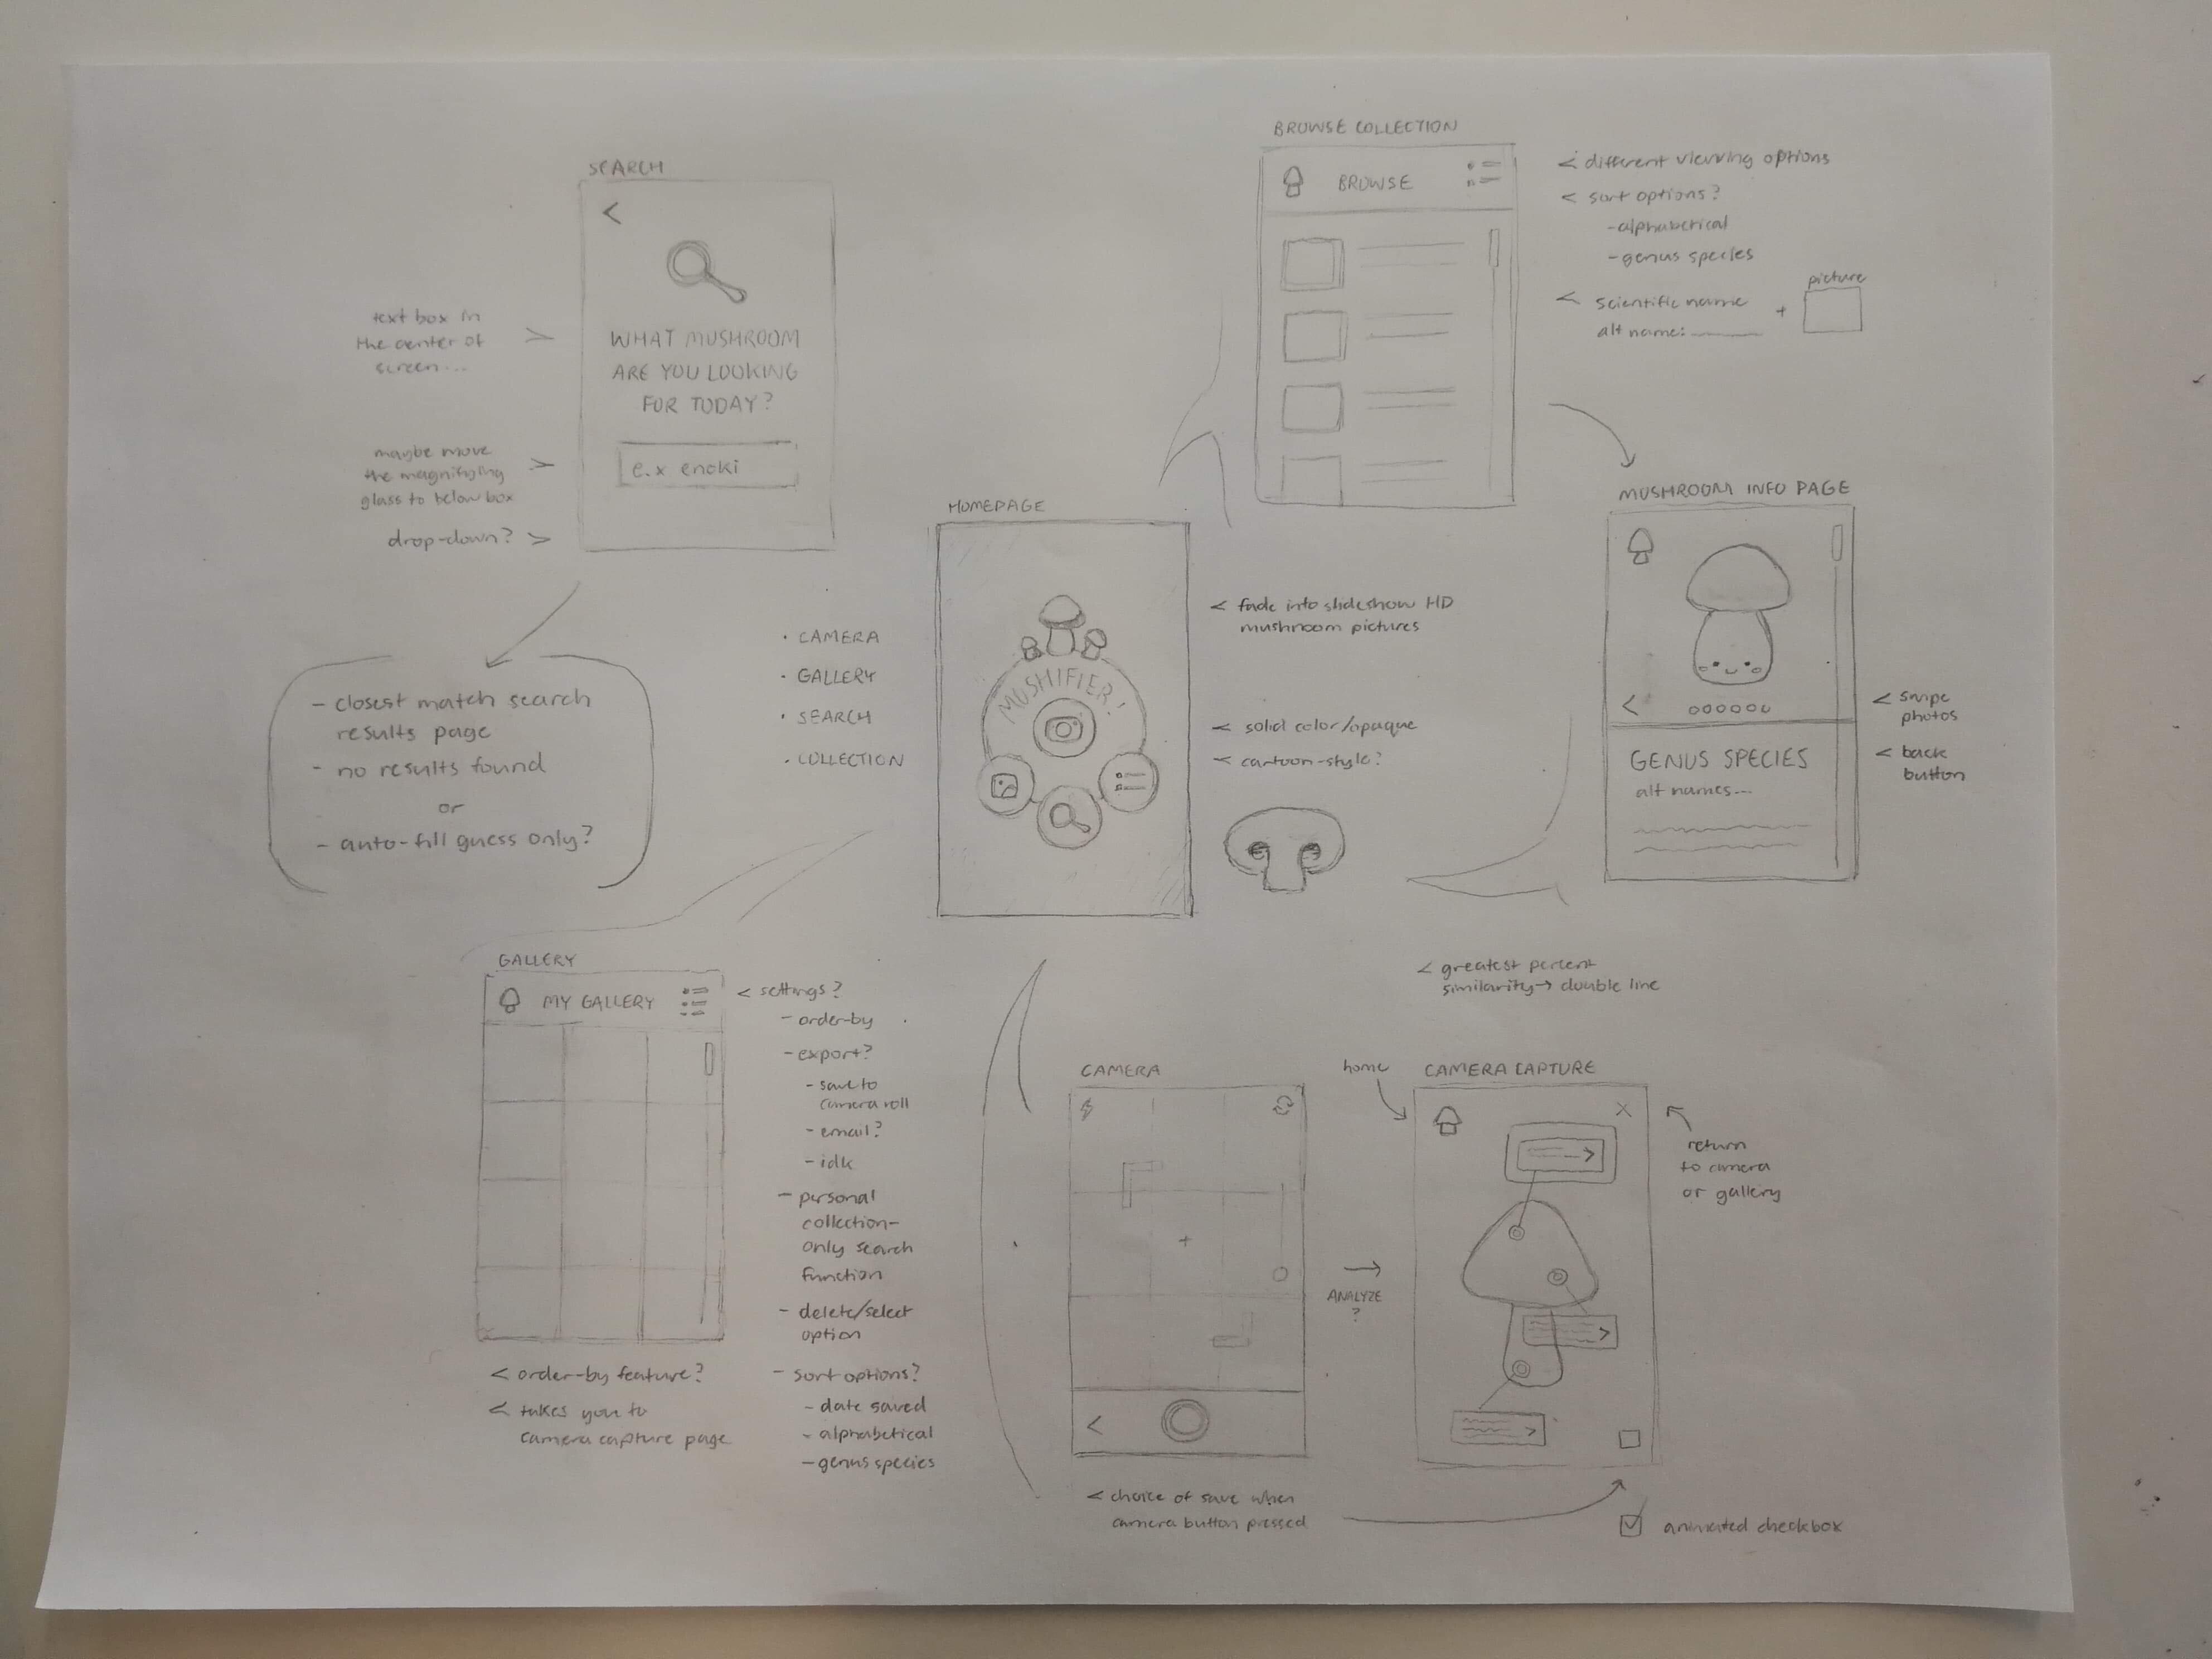 SEARCH
<
WHAT MUSHROOM
ARE YOU LOOKING
FOR TODAY?
e.x enoki
text box in
the center of
screen...
>
maybe move
the magnifying
glass to below box
>
drop-down? >
- closest match search
results page
- no results found
or
- auto-fill guess only?
BROWSE COLLECTION
BROWSE
< different viewing options
< sort options?
- alphabetical
- genus species
< scientific name
alt name: ______
+
picture
HOMEPAGE
MUSHIFIER!
· CAMERA
· GALLERY
· SEARCH
· COLLECTION
< fade into slideshow HD
mushroom pictures
< solid color/opaque
< cartoon-style?
MUSHROOM INFO PAGE
<
GENUS SPECIES
alt names...
< swipe
photos
< back
button
GALLERY
MY GALLERY
< settings?
- order-by
- export?
- save to
camera roll
- email?
- idk
- personal
collection-
only search
function
- delete/select
option
- sort options?
- date saved
- alphabetical
- genus species
< order-by feature?
< takes you to
camera capture page
CAMERA
+
<
< choice of save when
camera button pressed
ANALYZE
?
< greatest percent
similarity → double line
home
CAMERA CAPTURE
X
return
to camera
or gallery
animated checkbox